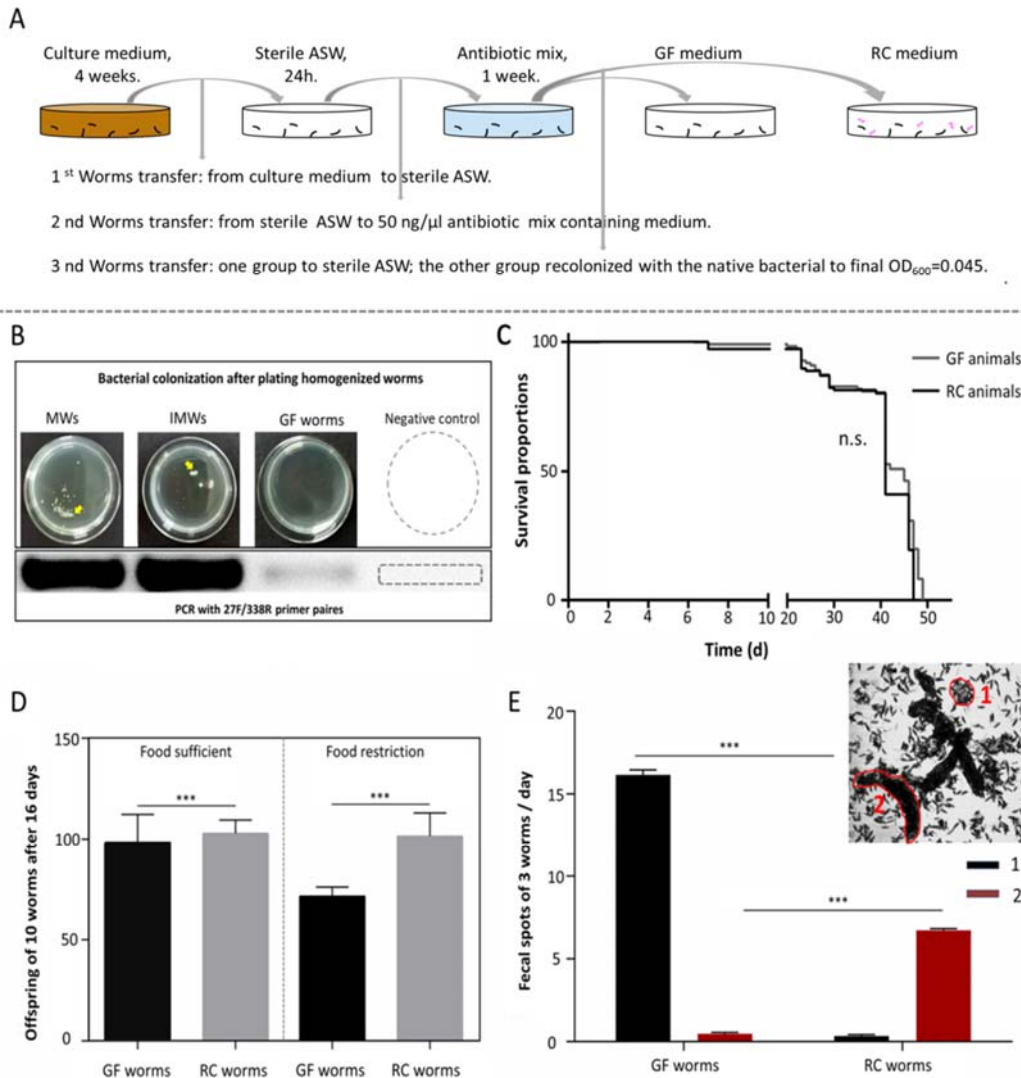 A
Culture medium,
4 weeks.
Sterile ASW,
24h.
Antibiotic mix,
1 week.
GF medium
RC medium
1 st Worms transfer: from culture medium to sterile ASW.
2 nd Worms transfer: from sterile ASW to 50 ng/µl antibiotic mix containing medium.
3 nd Worms transfer: one group to sterile ASW; the other group recolonized with the native bacterial to final OD600=0.045.
.
B
Bacterial colonization after plating homogenized worms
MWs
IMWs
GF worms
Negative control
PCR with 27F/338R primer paires
C
Survival proportions
100
50
0
0 2 4 6 8 10 20 30 40 50
Time (d)
GF animals
RC animals
n.s.
D
Offspring of 10 worms after 16 days
150
100
50
0
Food sufficient
Food restriction
***
***
GF worms RC worms GF worms RC worms
E
Fecal spots of 3 worms / day
20
15
10
5
0
***
***
1
2
1
2
GF worms RC worms